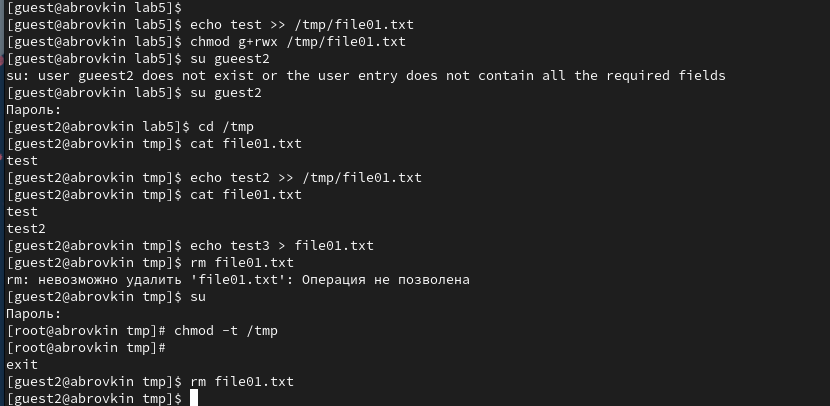 [guest@abrovkin lab5]$
[guest@abrovkin lab5]$ echo test >> /tmp/file01.txt
[guest@abrovkin lab5]$ chmod g+rwx /tmp/file01.txt
[guest@abrovkin lab5]$ su gueest2
su: user gueest2 does not exist or the user entry does not contain all the required fields
[guest@abrovkin lab5]$ su guest2
Пароль:
[guest2@abrovkin lab5]$ cd /tmp
[guest2@abrovkin tmp]$ cat file01.txt
test
[guest2@abrovkin tmp]$ echo test2 >> /tmp/file01.txt
[guest2@abrovkin tmp]$ cat file01.txt
test
test2
[guest2@abrovkin tmp]$ echo test3 > file01.txt
[guest2@abrovkin tmp]$ rm file01.txt
rm: невозможно удалить 'file01.txt': Операция не позволена
[guest2@abrovkin tmp]$ su
Пароль:
[root@abrovkin tmp]# chmod -t /tmp
[root@abrovkin tmp]#
exit
[guest2@abrovkin tmp]$ rm file01.txt
[guest2@abrovkin tmp]$